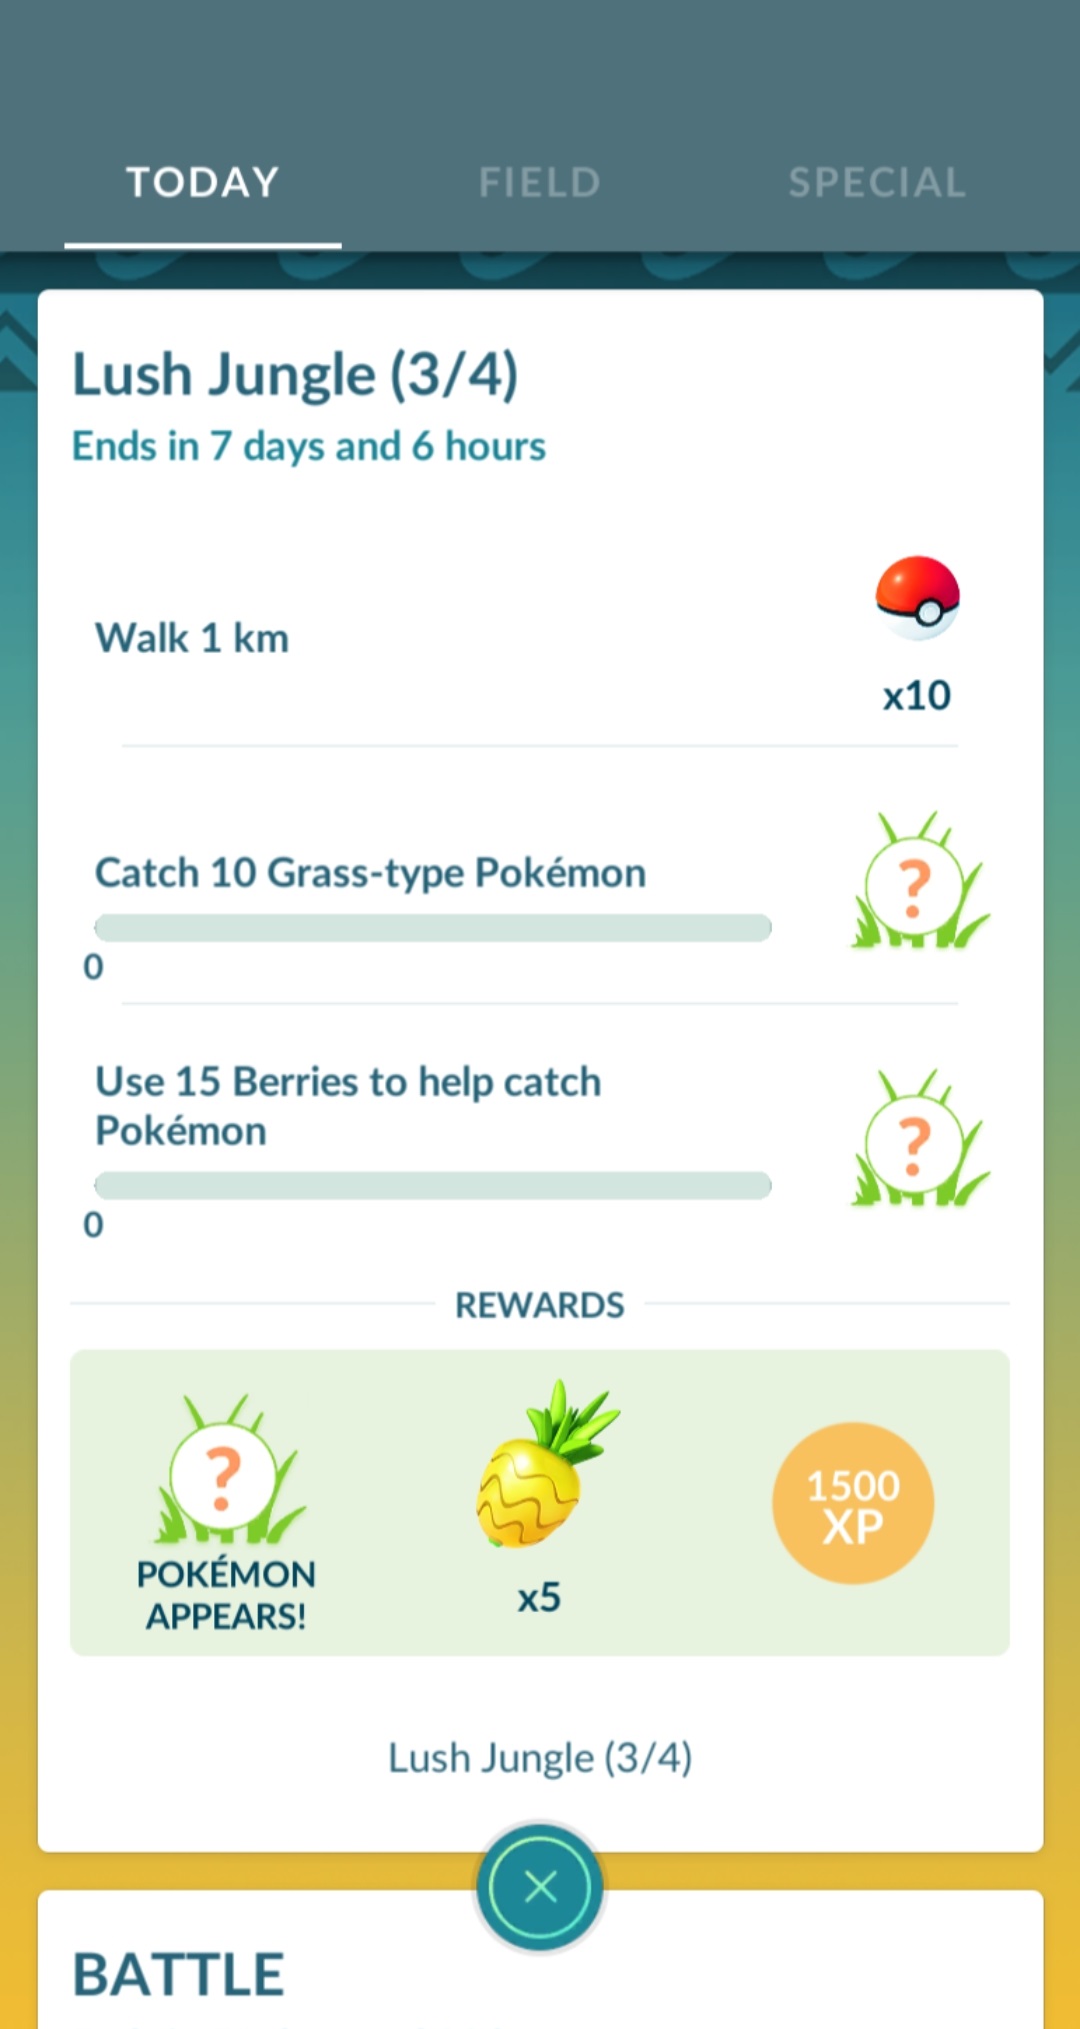 TODAY FIELD SPECIAL
Lush Jungle (3/4)
Ends in 7 days and 6 hours
Walk 1 km
x10
Catch 10 Grass-type Pokémon
?
0
Use 15 Berries to help catch
Pokémon
?
0
REWARDS
?
POKÉMON
APPEARS!
x5
1500
XP
Lush Jungle (3/4)
BATTLE